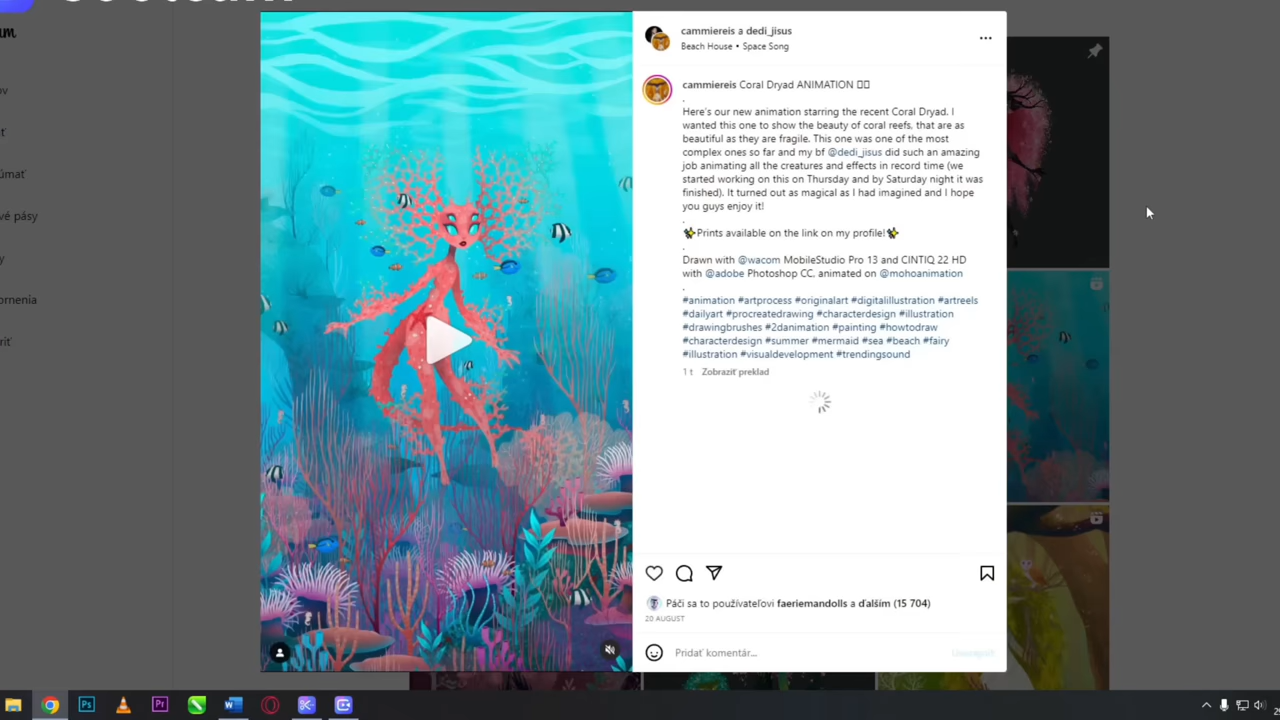 cammiereis a dedi_jisus
Beach House • Space Song
cammiereis Coral Dryad ANIMATION
.
Here's our new animation starring the recent Coral Dryad. I
wanted this one to show the beauty of coral reefs, that are as
beautiful as they are fragile. This one was one of the most
complex ones so far and my bf @dedi_jisus did such an amazing
job animating all the creatures and effects in record time (we
started working on this on Thursday and by Saturday night it was
finished). It turned out as magical as I had imagined and I hope
you guys enjoy it!
.
✨Prints available on the link on my profile!✨
.
Drawn with @wacom MobileStudio Pro 13 and CINTIQ 22 HD
with @adobe Photoshop CC, animated on @mohoanimation
.
#animation #artprocess #originalart #digitalillustration #artreels
#dailyart #procreatedrawing #characterdesign #illustration
#drawingbrushes #2danimation #painting #howtodraw
#characterdesign #summer #mermaid #sea #beach #fairy
#illustration #visualdevelopment #trendingsound
1 t Zobraziť preklad
Páči sa to používateľovi faeriemandolls a ďalším (15 704)
20 AUGUST
Pridať komentár...
vé pásy
ornenia
Ps
Pr